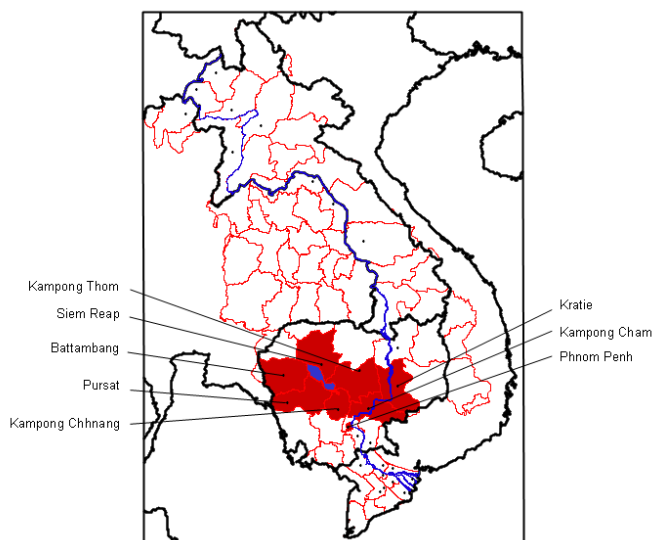 Kampong Thom
Siem Reap
Battambang
Pursat
Kampong Chhnang
Kratie
Kampong Cham
Phnom Penh